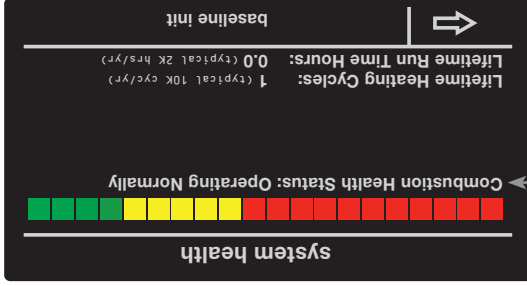 system health
Combustion Health Status: Operating Normally
Lifetime Heating Cycles: 1 (typical 10K cyc/yr)
Lifetime Run Time Hours: 0.0 (typical 2K hrs/yr)
baseline init